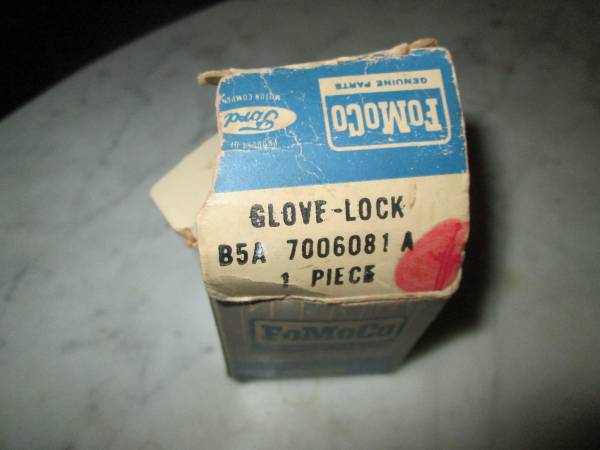 FoMoCo
GENUINE PARTS
Ford
GLOVE-LOCK
B5A 7006081 A
1 PIECE
FoMoCo